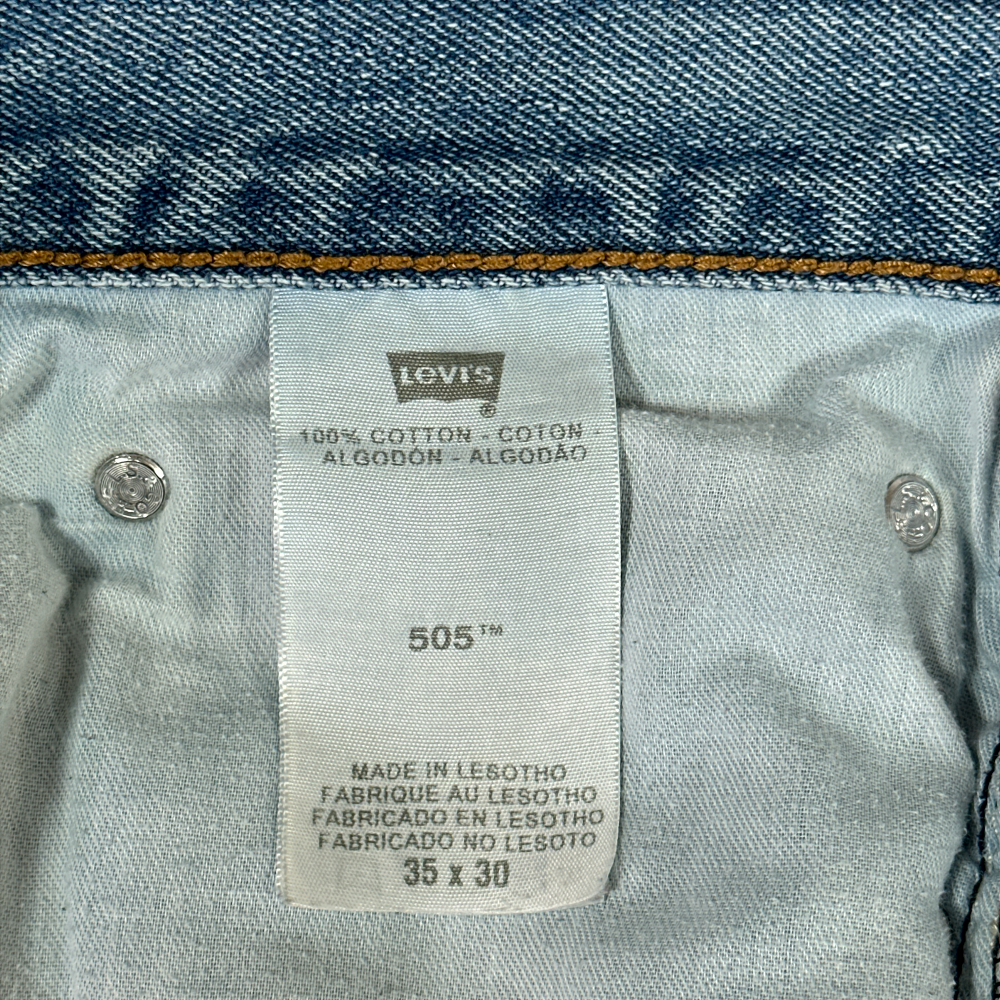 LEVI'S
®
100% COTTON - COTON -
ALGODÓN - ALGODÃO
505™
MADE IN LESOTHO
FABRIQUE AU LESOTHO
FABRICADO EN LESOTHO
FABRICADO NO LESOTO
35 x 30